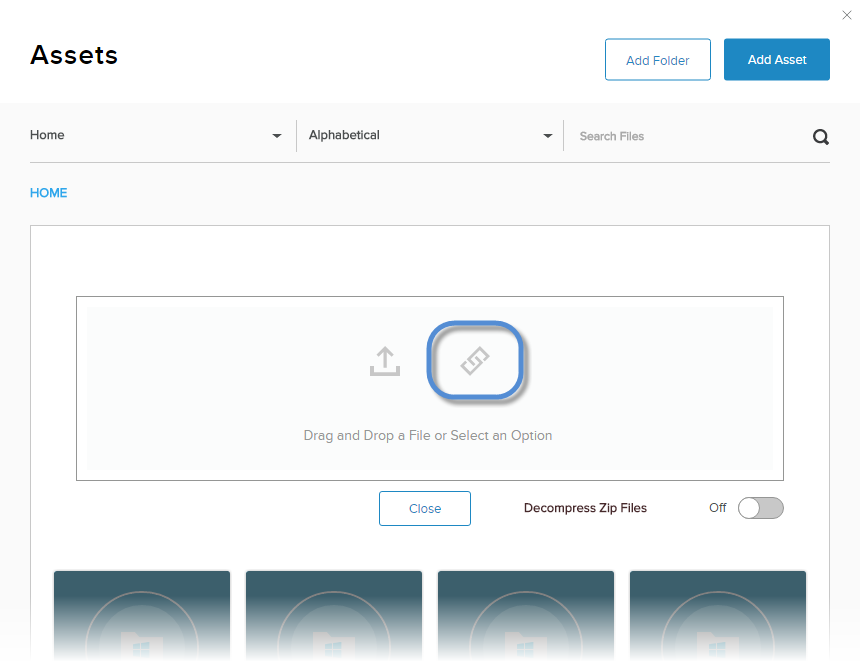 Assets
Add Folder
Add Asset
Home
Alphabetical
Search Files
HOME
Drag and Drop a File or Select an Option
Close
Decompress Zip Files
Off